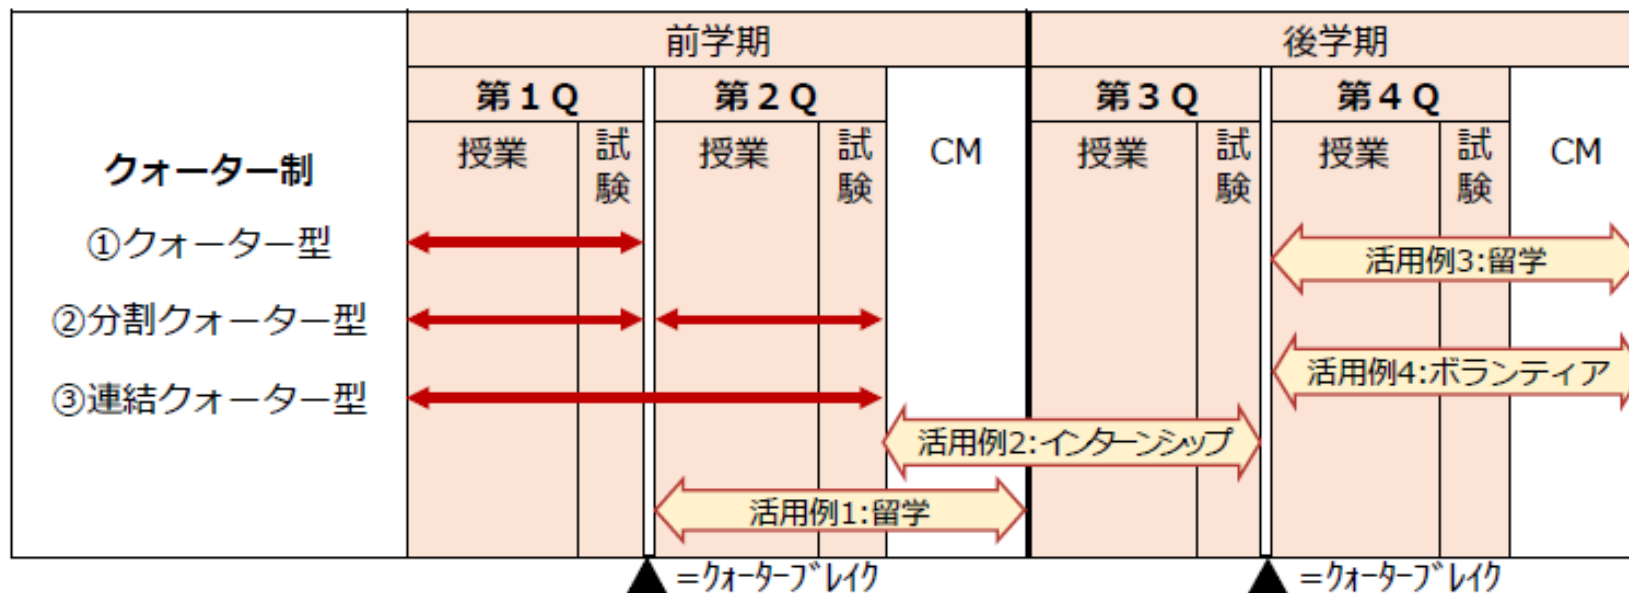 前学期 後学期
第１Q 第２Q 第３Q 第４Q
授業 試験 授業 試験 CM 授業 試験 授業 試験 CM
クォーター制
①クォーター型
活用例3:留学
②分割クォーター型
活用例4:ボランティア
③連結クォーター型
活用例2:インターンシップ
活用例1:留学
▲=ｸｫｰﾀｰﾌﾞﾚｲｸ ▲=ｸｫｰﾀｰﾌﾞﾚｲｸ